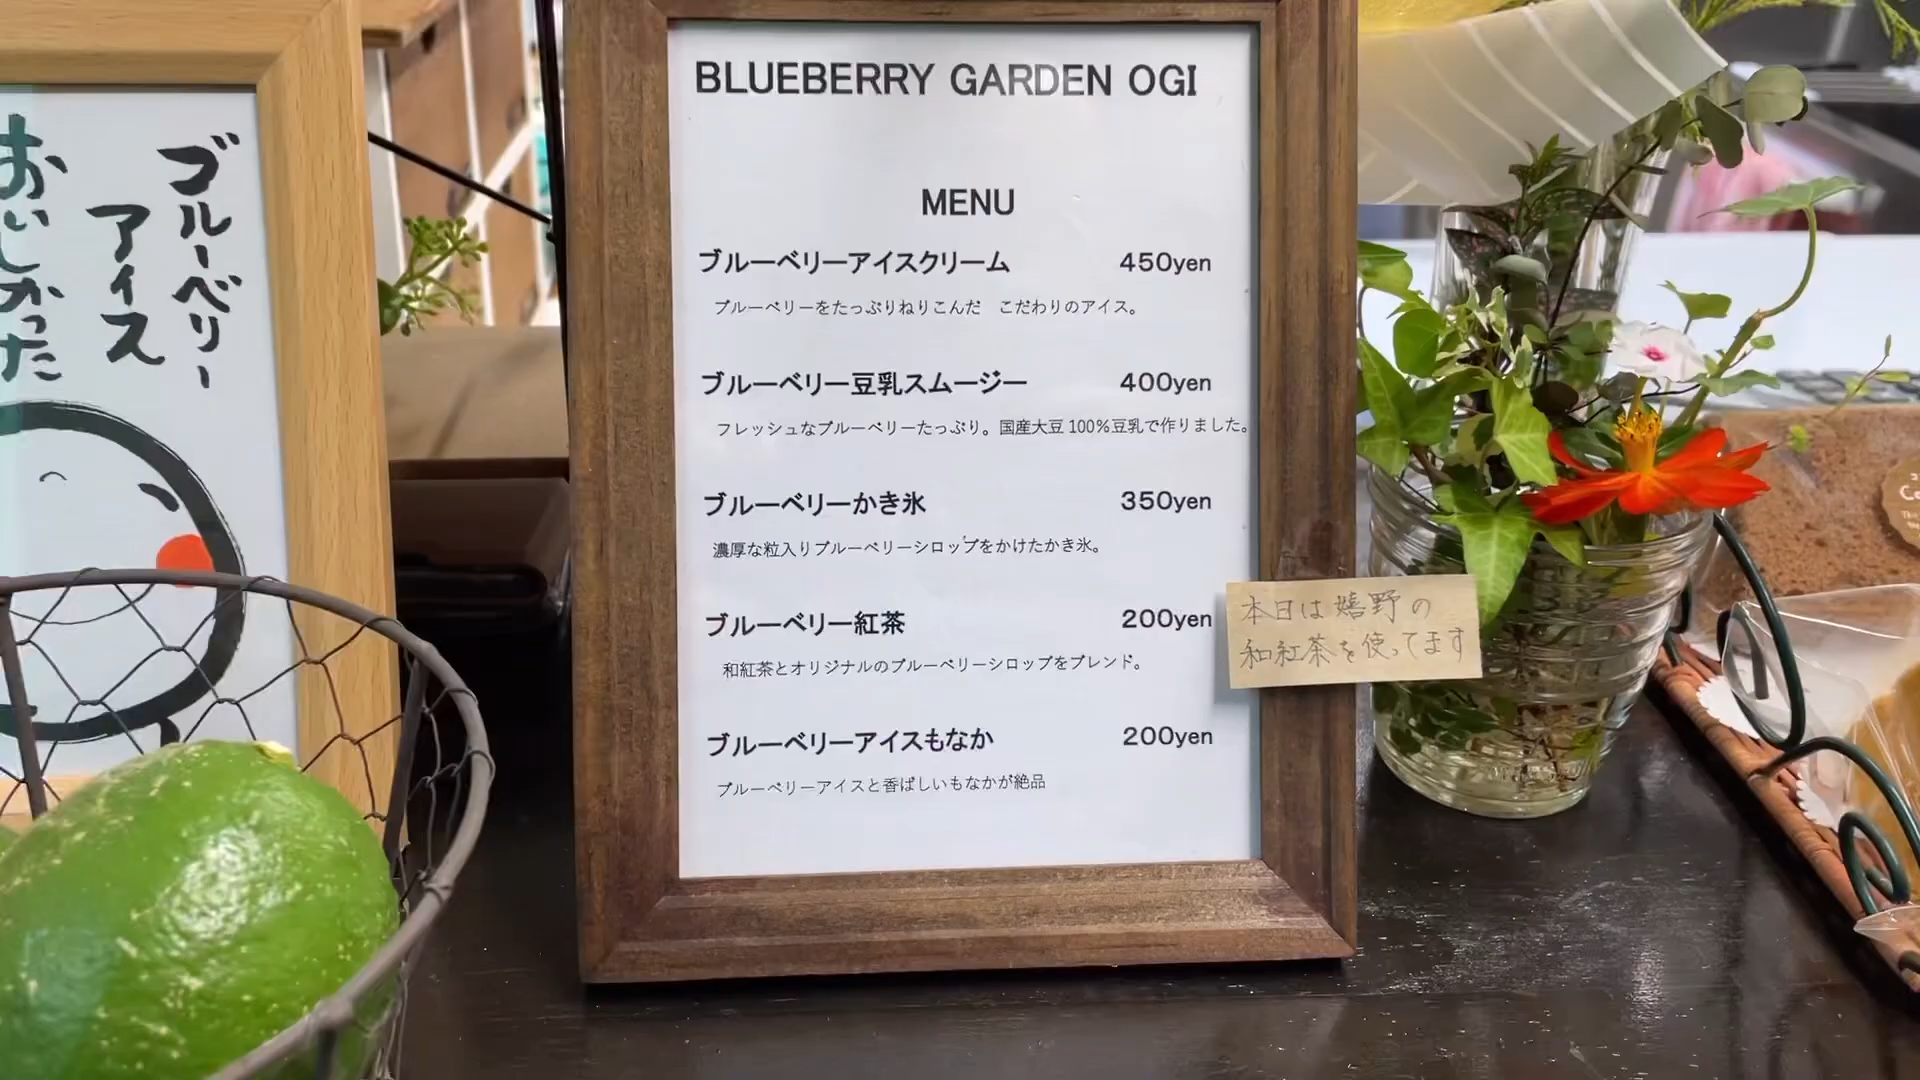 ブルーベリー
アイス
おいしかった
BLUEBERRY GARDEN OGI
MENU
ブルーベリーアイスクリーム 450yen
ブルーベリーをたっぷりねりこんだ　こだわりのアイス。
ブルーベリー豆乳スムージー 400yen
フレッシュなブルーベリーたっぷり。国産大豆100%豆乳で作りました。
ブルーベリーかき氷 350yen
濃厚な粒入りブルーベリーシロップをかけたかき氷。
ブルーベリー紅茶 200yen
和紅茶とオリジナルのブルーベリーシロップをブレンド。
本日は嬉野の
和紅茶を使ってます
ブルーベリーアイスもなか 200yen
ブルーベリーアイスと香ばしいもなかが絶品